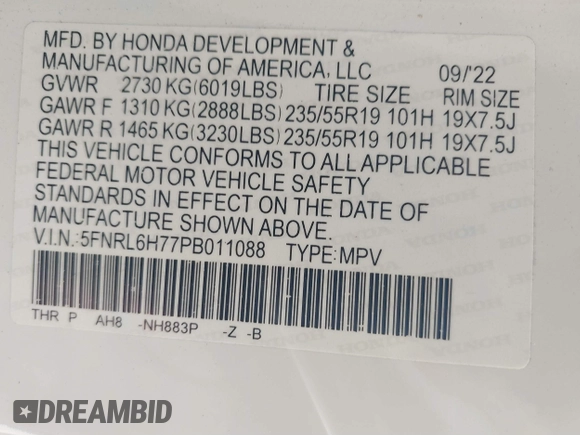 MFD. BY HONDA DEVELOPMENT &
MANUFACTURING OF AMERICA, LLC 09/'22
GVWR 2730 KG(6019LBS) TIRE SIZE RIM SIZE
GAWR F 1310 KG(2888LBS) 235/55R19 101H 19X7.5J
GAWR R 1465 KG(3230LBS) 235/55R19 101H 19X7.5J
THIS VEHICLE CONFORMS TO ALL APPLICABLE
FEDERAL MOTOR VEHICLE SAFETY
STANDARDS IN EFFECT ON THE DATE OF
MANUFACTURE SHOWN ABOVE.
V.I.N.:5FNRL6H77PB011088 TYPE:MPV
THR P AH8 -NH883P -Z -B
DREAMBID